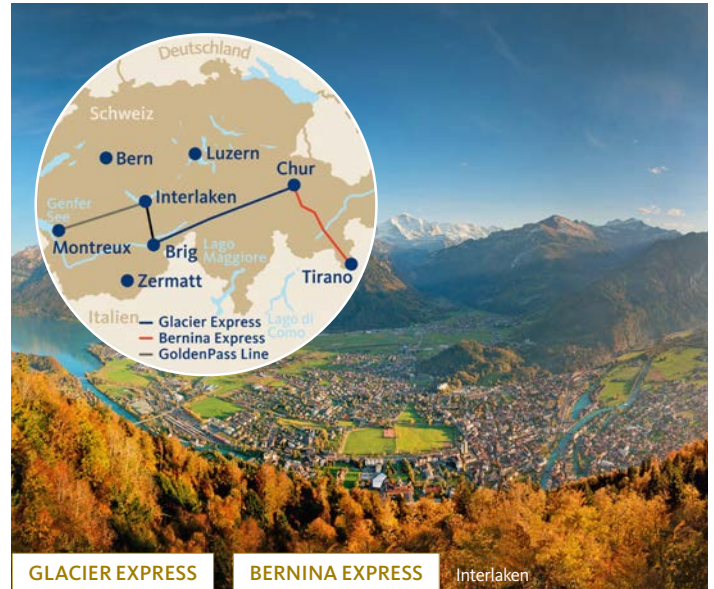 Deutschland
Schweiz
Bern
Luzern
Chur
Interlaken
Genfer
See
Montreux
Brig
Lago
Maggiore
Tirano
Zermatt
Italien
Lago di
Como
Glacier Express
Bernina Express
GoldenPass Line
GLACIER EXPRESS
BERNINA EXPRESS
Interlaken